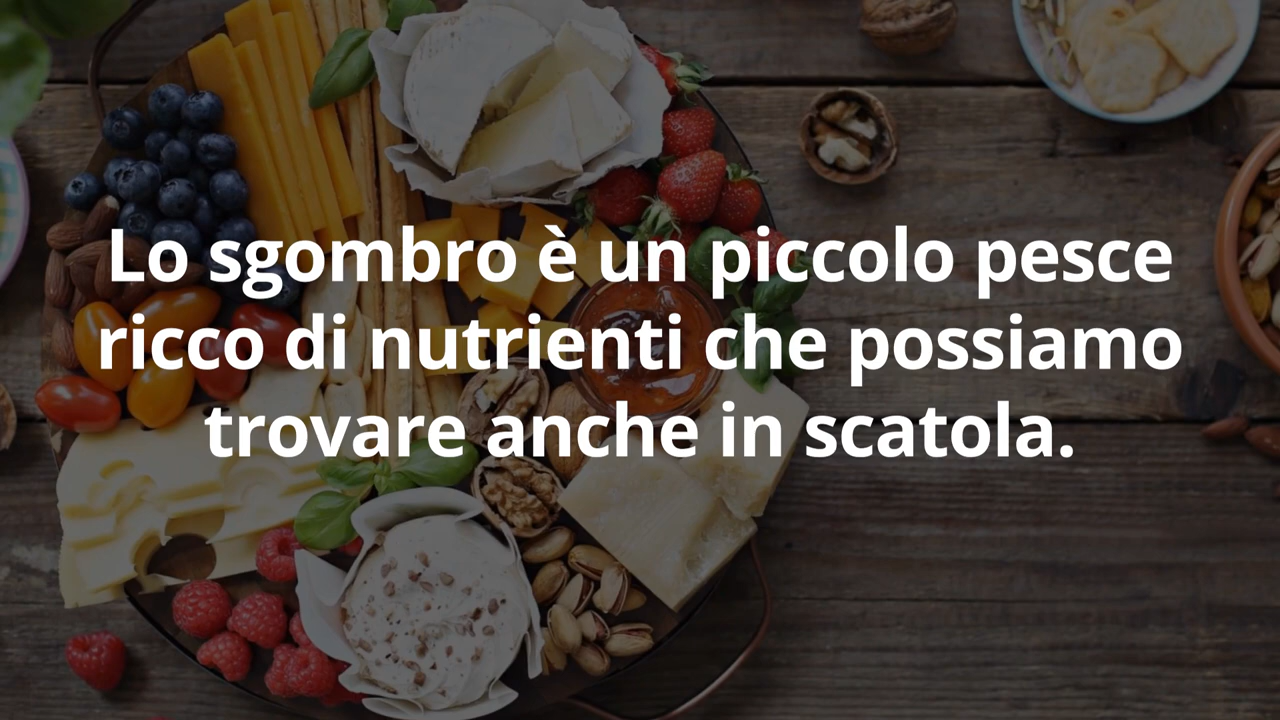 Lo sgombro è un piccolo pesce
ricco di nutrienti che possiamo
trovare anche in scatola.